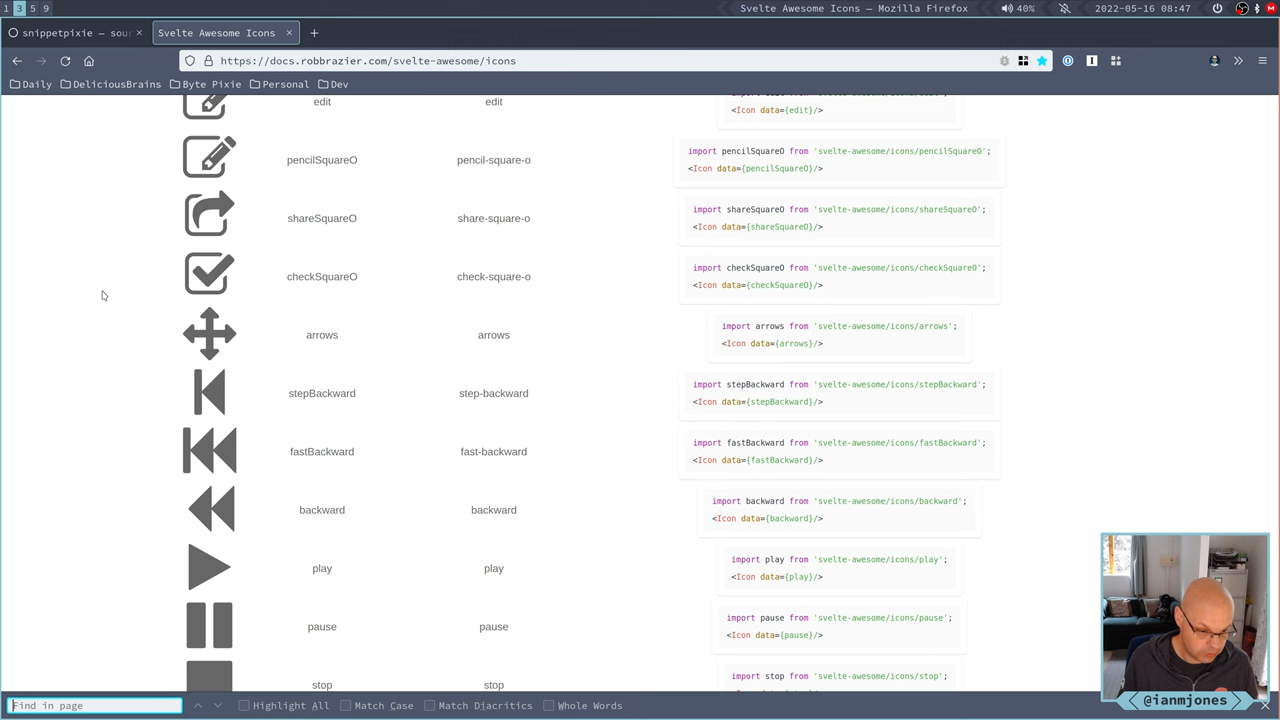 1 3 5 9
Svelte Awesome Icons — Mozilla Firefox
40%
2022-05-16 08:47
snippetpixie — sou
Svelte Awesome Icons
https://docs.robbrazier.com/svelte-awesome/icons
Daily DeliciousBrains Byte Pixie Personal Dev
edit edit
<Icon data={edit}/>
pencilSquareO pencil-square-o
import pencilSquareO from 'svelte-awesome/icons/pencilSquareO';
<Icon data={pencilSquareO}/>
shareSquareO share-square-o
import shareSquareO from 'svelte-awesome/icons/shareSquareO';
<Icon data={shareSquareO}/>
checkSquareO check-square-o
import checkSquareO from 'svelte-awesome/icons/checkSquareO';
<Icon data={checkSquareO}/>
arrows arrows
import arrows from 'svelte-awesome/icons/arrows';
<Icon data={arrows}/>
stepBackward step-backward
import stepBackward from 'svelte-awesome/icons/stepBackward';
<Icon data={stepBackward}/>
fastBackward fast-backward
import fastBackward from 'svelte-awesome/icons/fastBackward';
<Icon data={fastBackward}/>
backward backward
import backward from 'svelte-awesome/icons/backward';
<Icon data={backward}/>
play play
import play from 'svelte-awesome/icons/play';
<Icon data={play}/>
pause pause
import pause from 'svelte-awesome/icons/pause';
<Icon data={pause}/>
stop stop
import stop from 'svelte-awesome/icons/stop';
@ianmjones
Find in page
Highlight All Match Case Match Diacritics Whole Words